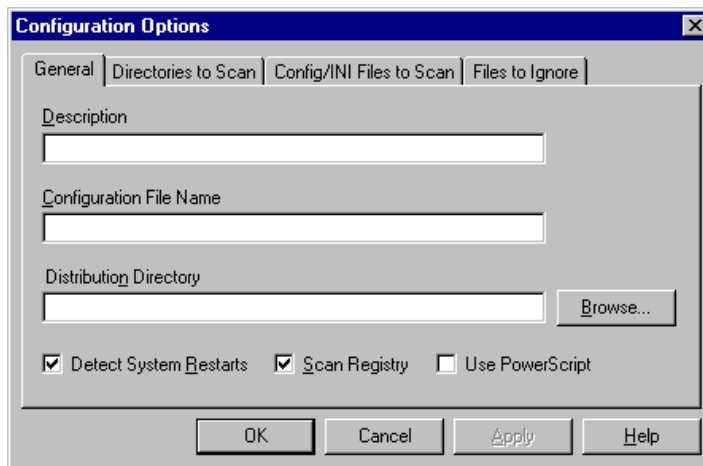 Configuration Options
General Directories to Scan Config/INI Files to Scan Files to Ignore
Description
Configuration File Name
Distribution Directory
Browse...
Detect System Restarts Scan Registry Use PowerScript
OK Cancel Apply Help